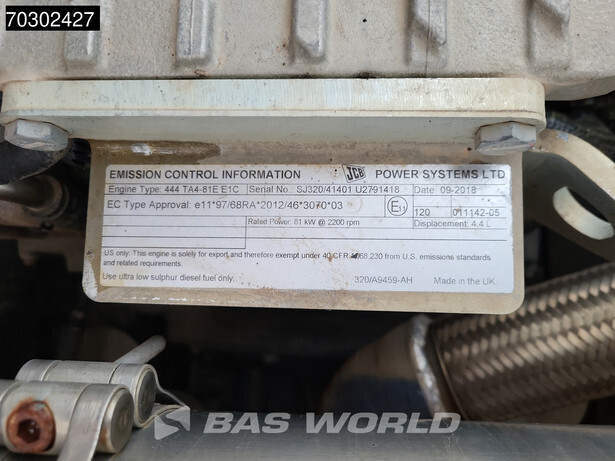 70302427
EMISSION CONTROL INFORMATION JCB POWER SYSTEMS LTD
Engine Type: 444 TA4-81E E1C Serial No. SJ320/41401 U2791418 Date 09-2018
EC Type Approval: e11*97/68RA*2012/46*3070*03 E11 120 011142-05
Rated Power: 81 kW @ 2200 rpm Displacement: 4.4 L
US only: This engine is solely for export and therefore exempt under 40 CFR 1068.230 from U.S. emissions standards
and related requirements.
Use ultra low sulphur diesel fuel only. 320/A9459-AH Made in the UK.
BAS WORLD